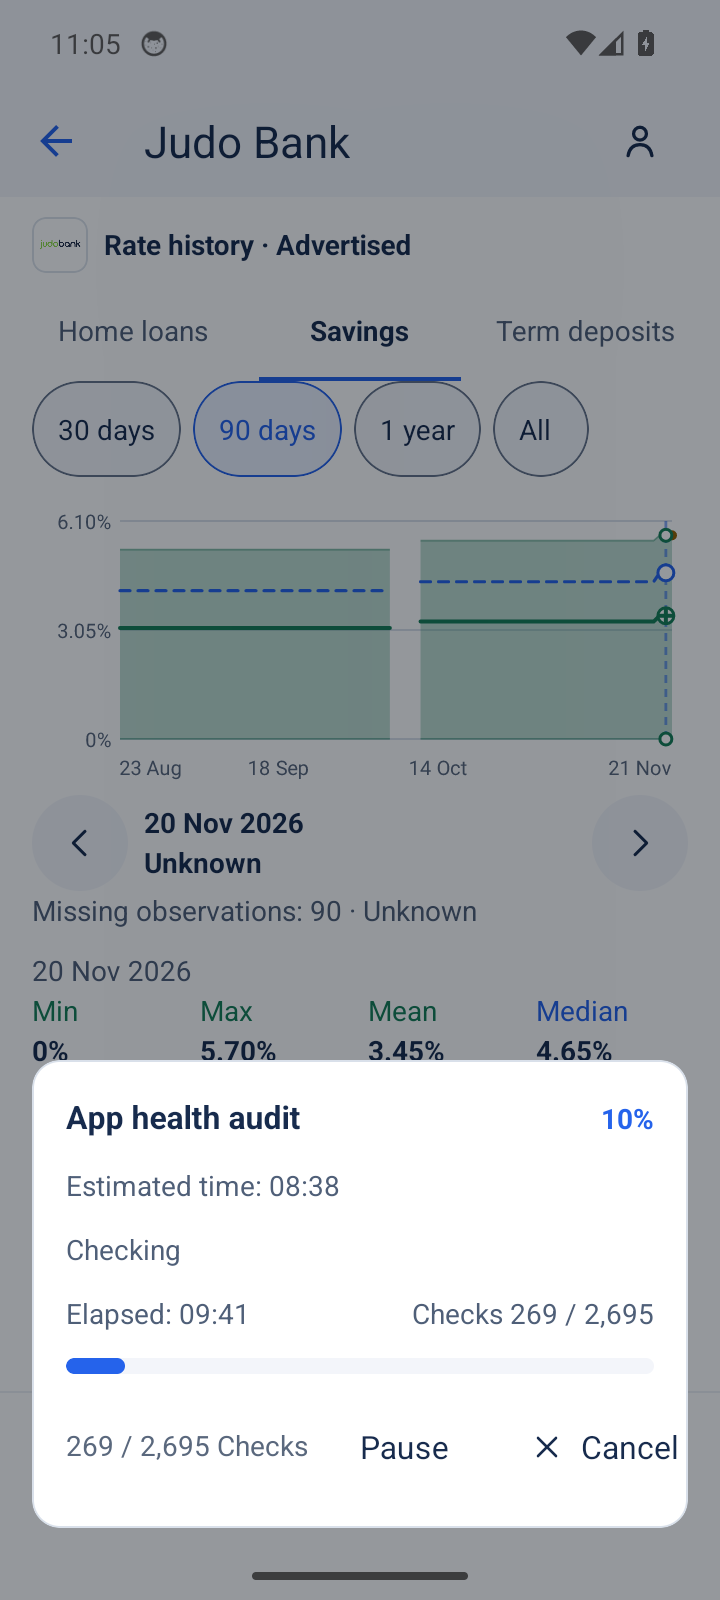 11:05
Judo Bank
judobank
Rate history · Advertised
Home loans Savings Term deposits
30 days 90 days 1 year All
6.10%
3.05%
0%
23 Aug 18 Sep 14 Oct 21 Nov
20 Nov 2026
Unknown
Missing observations: 90 · Unknown
20 Nov 2026
Min Max Mean Median
0% 5.70% 3.45% 4.65%
App health audit 10%
Estimated time: 08:38
Checking
Elapsed: 09:41 Checks 269 / 2,695
269 / 2,695 Checks Pause Cancel